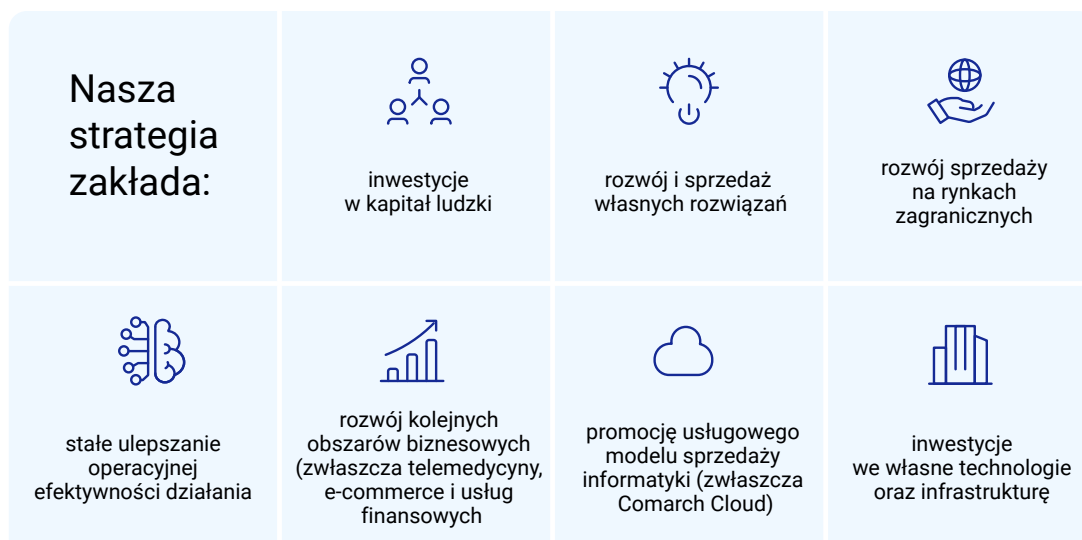 Nasza
strategia
zakłada:
inwestycje
w kapitał ludzki
rozwój i sprzedaż
własnych rozwiązań
rozwój sprzedaży
na rynkach
zagranicznych
stałe ulepszanie
operacyjnej
efektywności działania
rozwój kolejnych
obszarów biznesowych
(zwłaszcza telemedycyny,
e-commerce i usług
finansowych
promocję usługowego
modelu sprzedaży
informatyki (zwłaszcza
Comarch Cloud)
inwestycje
we własne technologie
oraz infrastrukturę